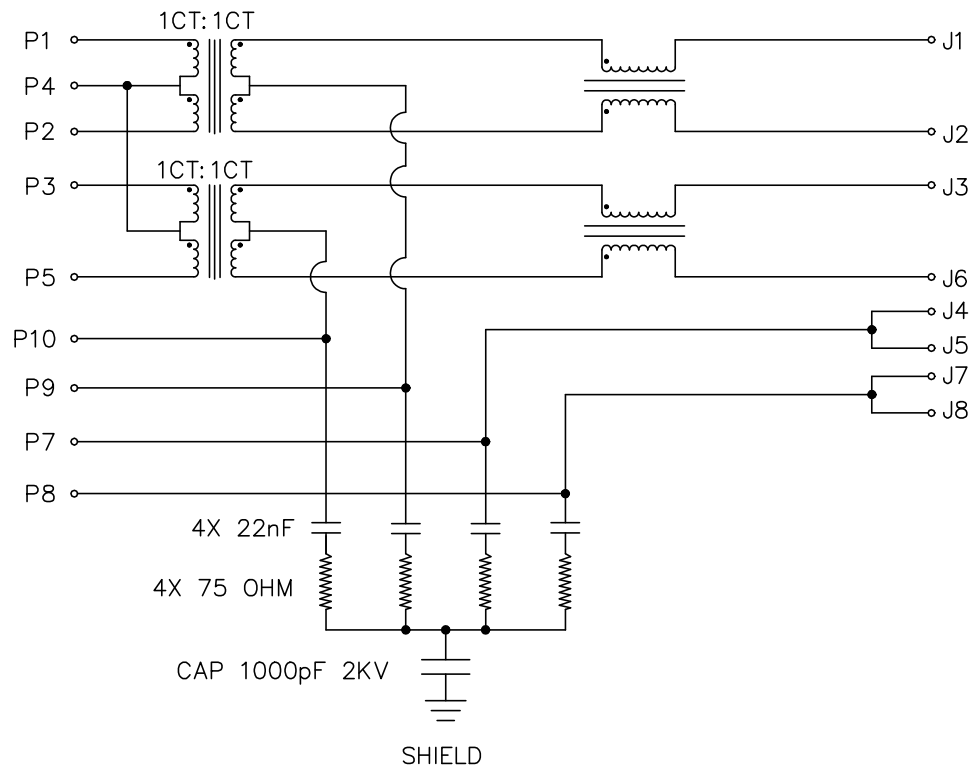 1CT:1CT
P1
J1
P4
P2
J2
1CT:1CT
P3
J3
P5
J6
J4
P10
J5
J7
P9
J8
P7
P8
4X 22nF
4X 75 OHM
CAP 1000pF 2KV
SHIELD